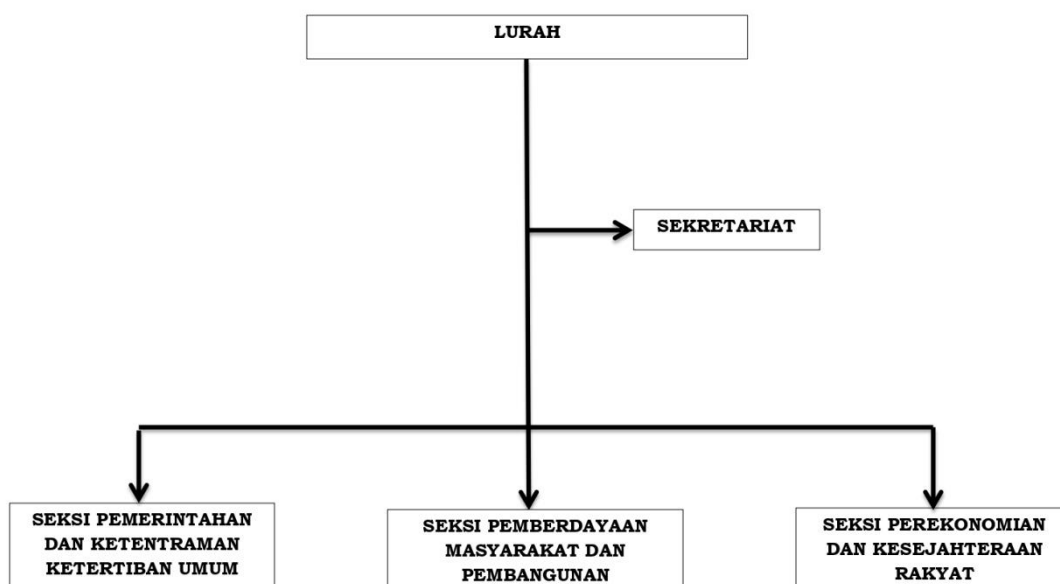 LURAH
SEKRETARIAT
SEKSI PEMERINTAHAN
DAN KETENTRAMAN
KETERTIBAN UMUM
SEKSI PEMBERDAYAAN
MASYARAKAT DAN
PEMBANGUNAN
SEKSI PEREKONOMIAN
DAN KESEJAHTERAAN
RAKYAT